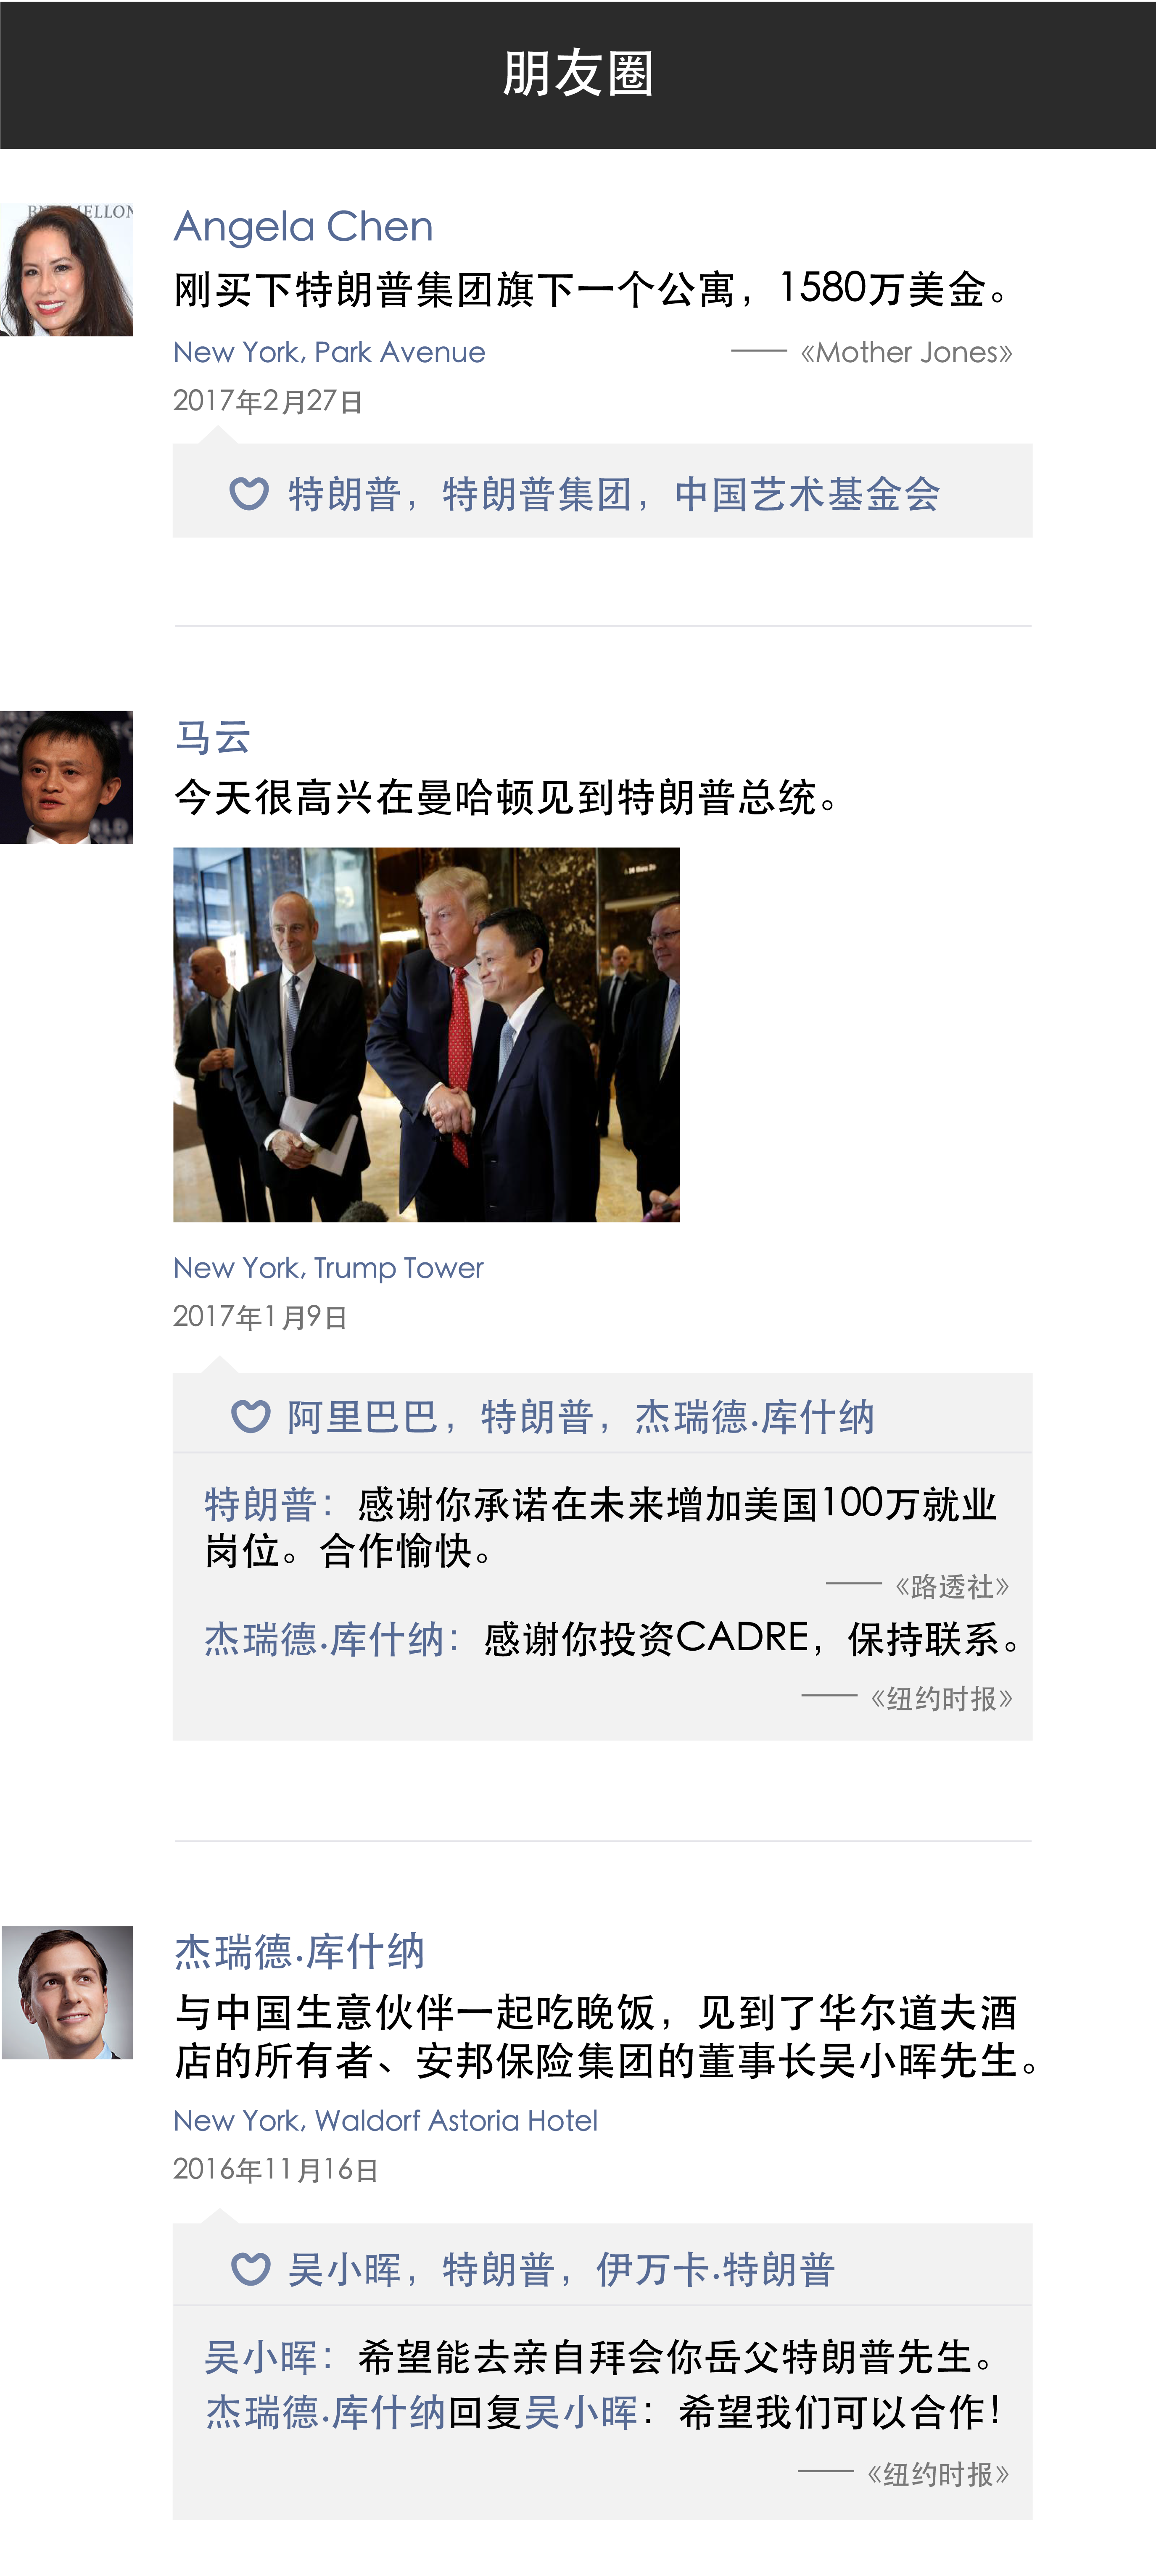 朋友圈
Angela Chen
刚买下特朗普集团旗下一个公寓，1580万美金。
New York, Park Avenue
—— 《Mother Jones》
2017年2月27日
特朗普，特朗普集团，中国艺术基金会
马云
今天很高兴在曼哈顿见到特朗普总统。
New York, Trump Tower
2017年1月9日
阿里巴巴，特朗普，杰瑞德.库什纳
特朗普：感谢你承诺在未来增加美国100万就业
岗位。合作愉快。
—— 《路透社》
杰瑞德.库什纳：感谢你投资CADRE，保持联系。
—— 《纽约时报》
杰瑞德.库什纳
与中国生意伙伴一起吃晚饭，见到了华尔道夫酒
店的所有者、安邦保险集团的董事长吴小晖先生。
New York, Waldorf Astoria Hotel
2016年11月16日
吴小晖，特朗普，伊万卡.特朗普
吴小晖：希望能去亲自拜会你岳父特朗普先生。
杰瑞德.库什纳回复吴小晖：希望我们可以合作！
—— 《纽约时报》